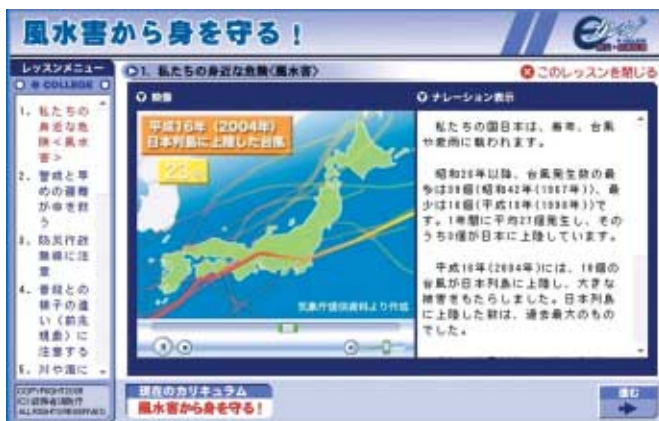 風水害から身を守る！
eカレッジ
レッスンメニュー
e COLLEGE
1. 私たちの身近な危険<風水害>
このレッスンを閉じる
1. 私たちの
身近な危
険<風水
害>
2. 警戒と早
めの避難
が命を救
う
3. 防災行政
無線に注
意
4. 普段との
様子の違
い(前兆
現象)に
注意する
5. 川や海に
映像
平成16年(2004年)
日本列島に上陸した台風
23
気象庁提供資料より作成
ナレーション表示
私たちの国日本は、毎年、台風
や豪雨に襲われます。
昭和26年以降、台風発生数の最
多は39個(昭和42年(1967年))、最
少は16個(平成10年(1998年))で
す。1年間に平均27個発生し、その
うち3個が日本に上陸しています。
平成16年(2004年)には、10個の
台風が日本列島に上陸し、大きな
被害をもたらしました。日本列島
に上陸した数は、過去最大のもの
でした。
ALL RIGHTS RESERVED
現在のカリキュラム
風水害から身を守る！
進む